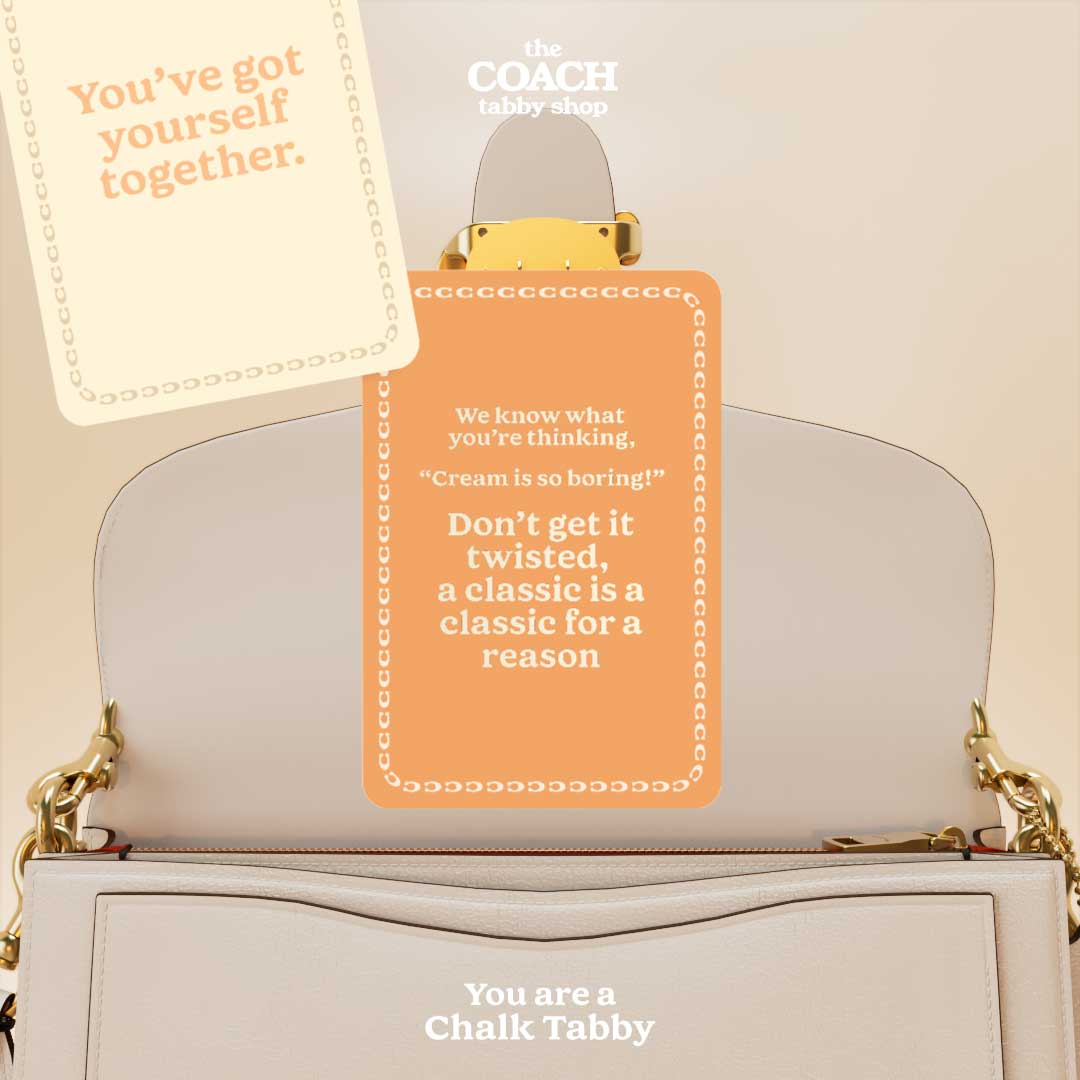 the
COACH
tabby shop
You've got
yourself
together.
We know what
you're thinking,
“Cream is so boring!”
Don't get it
twisted,
a classic is a
classic for a
reason
You are a
Chalk Tabby